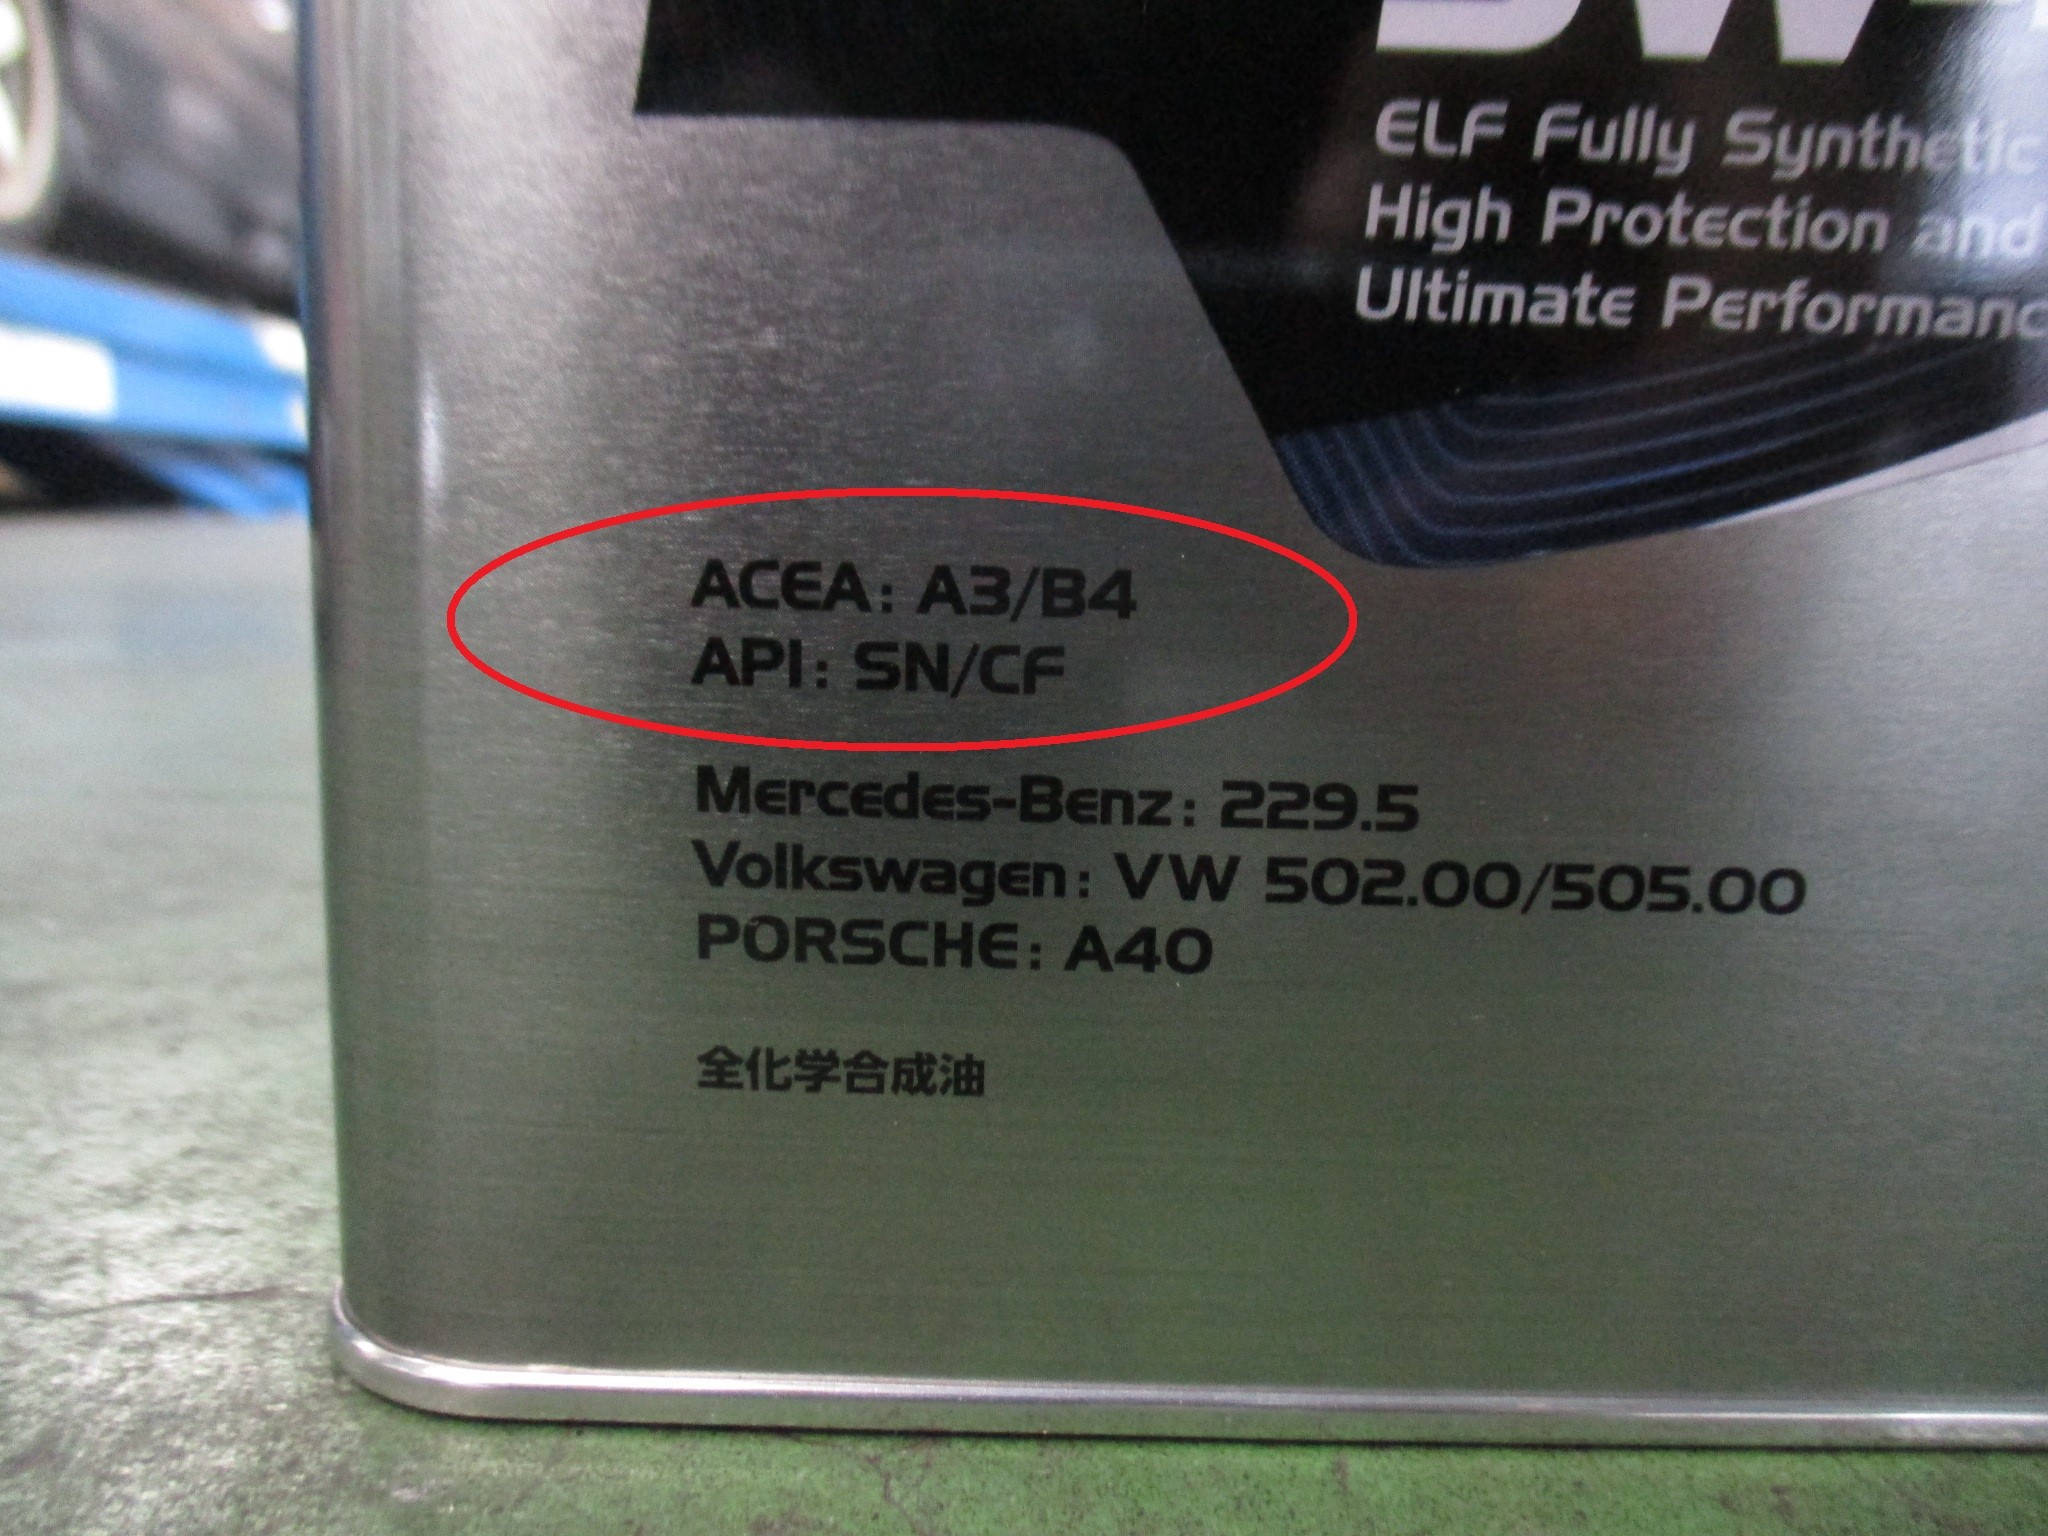 5W-
ELF Fully Synthetic
High Protection and
Ultimate Performanc
ACEA: A3/B4
API: SN/CF
Mercedes-Benz: 229.5
Volkswagen: VW 502.00/505.00
PORSCHE: A40
全化学合成油